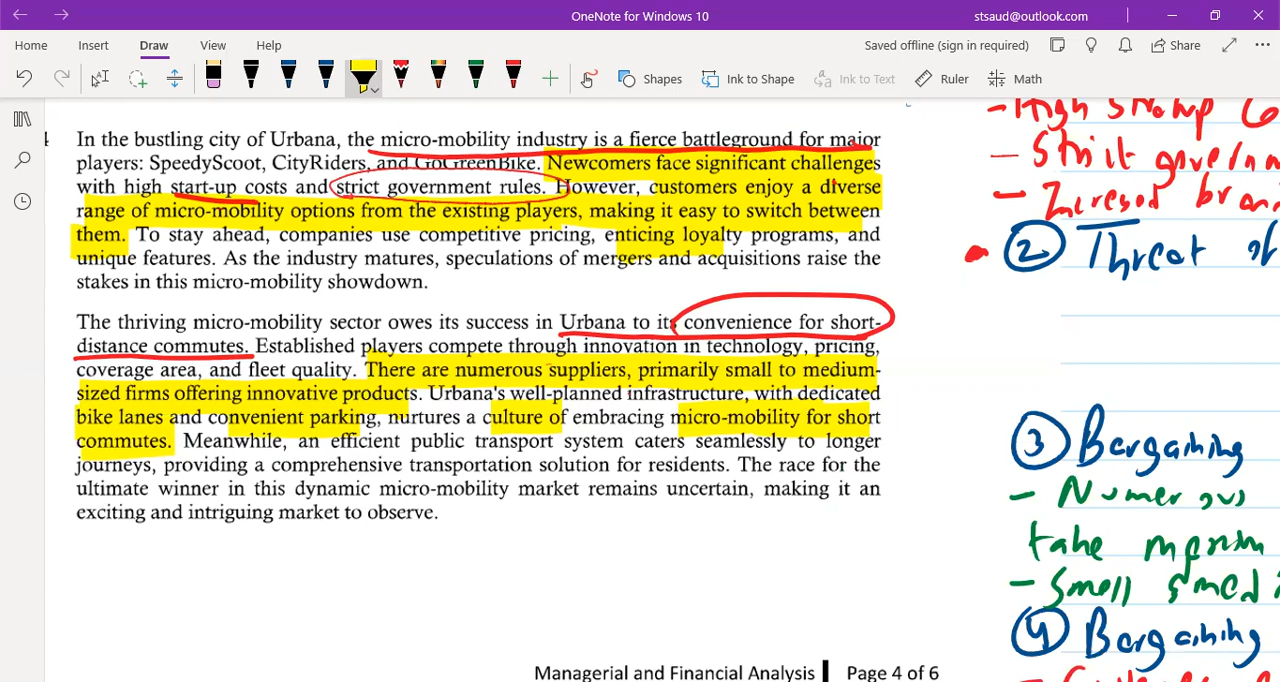 OneNote for Windows 10
stsaud@outlook.com
Home Insert Draw View Help
Saved offline (sign in required) Share
Shapes Ink to Shape Ink to Text Ruler Math
4 In the bustling city of Urbana, the micro-mobility industry is a fierce battleground for major
players: SpeedyScoot, CityRiders, and GoGreenBike. Newcomers face significant challenges
with high start-up costs and strict government rules. However, customers enjoy a diverse
range of micro-mobility options from the existing players, making it easy to switch between
them. To stay ahead, companies use competitive pricing, enticing loyalty programs, and
unique features. As the industry matures, speculations of mergers and acquisitions raise the
stakes in this micro-mobility showdown.
The thriving micro-mobility sector owes its success in Urbana to its convenience for short-
distance commutes. Established players compete through innovation in technology, pricing,
coverage area, and fleet quality. There are numerous suppliers, primarily small to medium-
sized firms offering innovative products. Urbana's well-planned infrastructure, with dedicated
bike lanes and convenient parking, nurtures a culture of embracing micro-mobility for short
commutes. Meanwhile, an efficient public transport system caters seamlessly to longer
journeys, providing a comprehensive transportation solution for residents. The race for the
ultimate winner in this dynamic micro-mobility market remains uncertain, making it an
exciting and intriguing market to observe.
Managerial and Financial Analysis Page 4 of 6
- High
- Strict governm
-
② Threat of
③ Bargaining
- Numerous
take
- Small
④ Bargaining